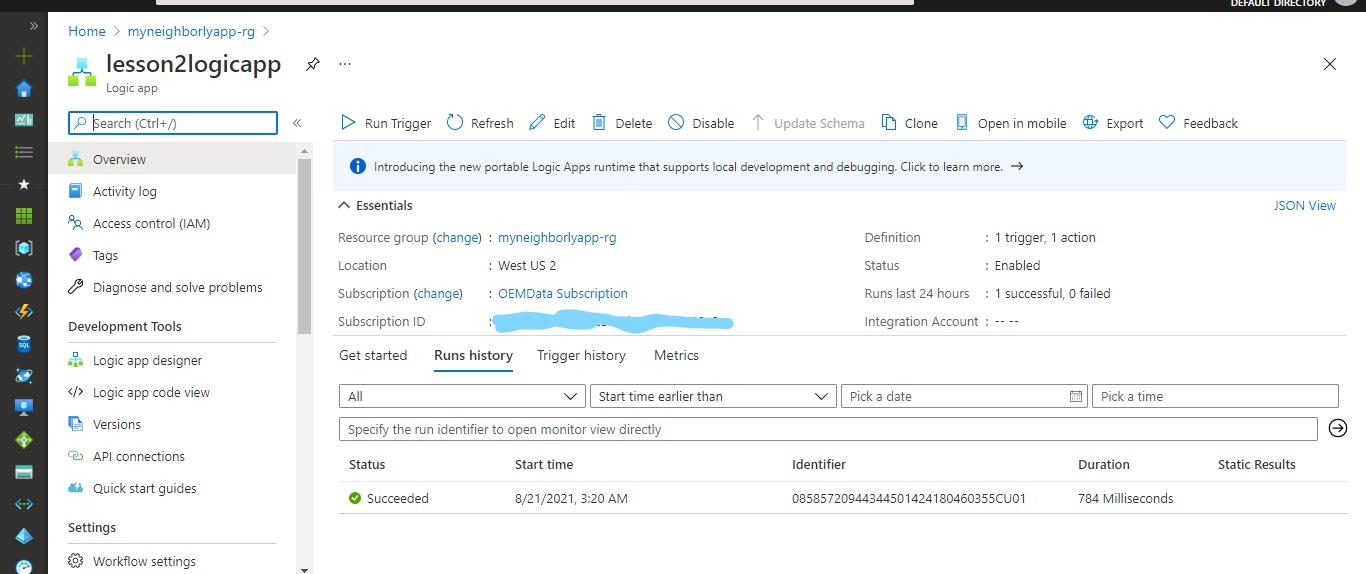 DEFAULT DIRECTORY
Home > myneighborlyapp-rg >
lesson2logicapp
Logic app
Search (Ctrl+/)
Run Trigger Refresh Edit Delete Disable Update Schema Clone Open in mobile Export Feedback
Overview
Activity log
Access control (IAM)
Tags
Diagnose and solve problems
Development Tools
Logic app designer
Logic app code view
Versions
API connections
Quick start guides
Settings
Workflow settings
Introducing the new portable Logic Apps runtime that supports local development and debugging. Click to learn more. →
Essentials
JSON View
Resource group (change) : myneighborlyapp-rg
Location : West US 2
Subscription (change) : OEMData Subscription
Subscription ID :
Definition : 1 trigger, 1 action
Status : Enabled
Runs last 24 hours : 1 successful, 0 failed
Integration Account : -- --
Get started Runs history Trigger history Metrics
All Start time earlier than Pick a date Pick a time
Specify the run identifier to open monitor view directly
Status Start time Identifier Duration Static Results
Succeeded 8/21/2021, 3:20 AM 08585720944344501424180460355CU01 784 Milliseconds